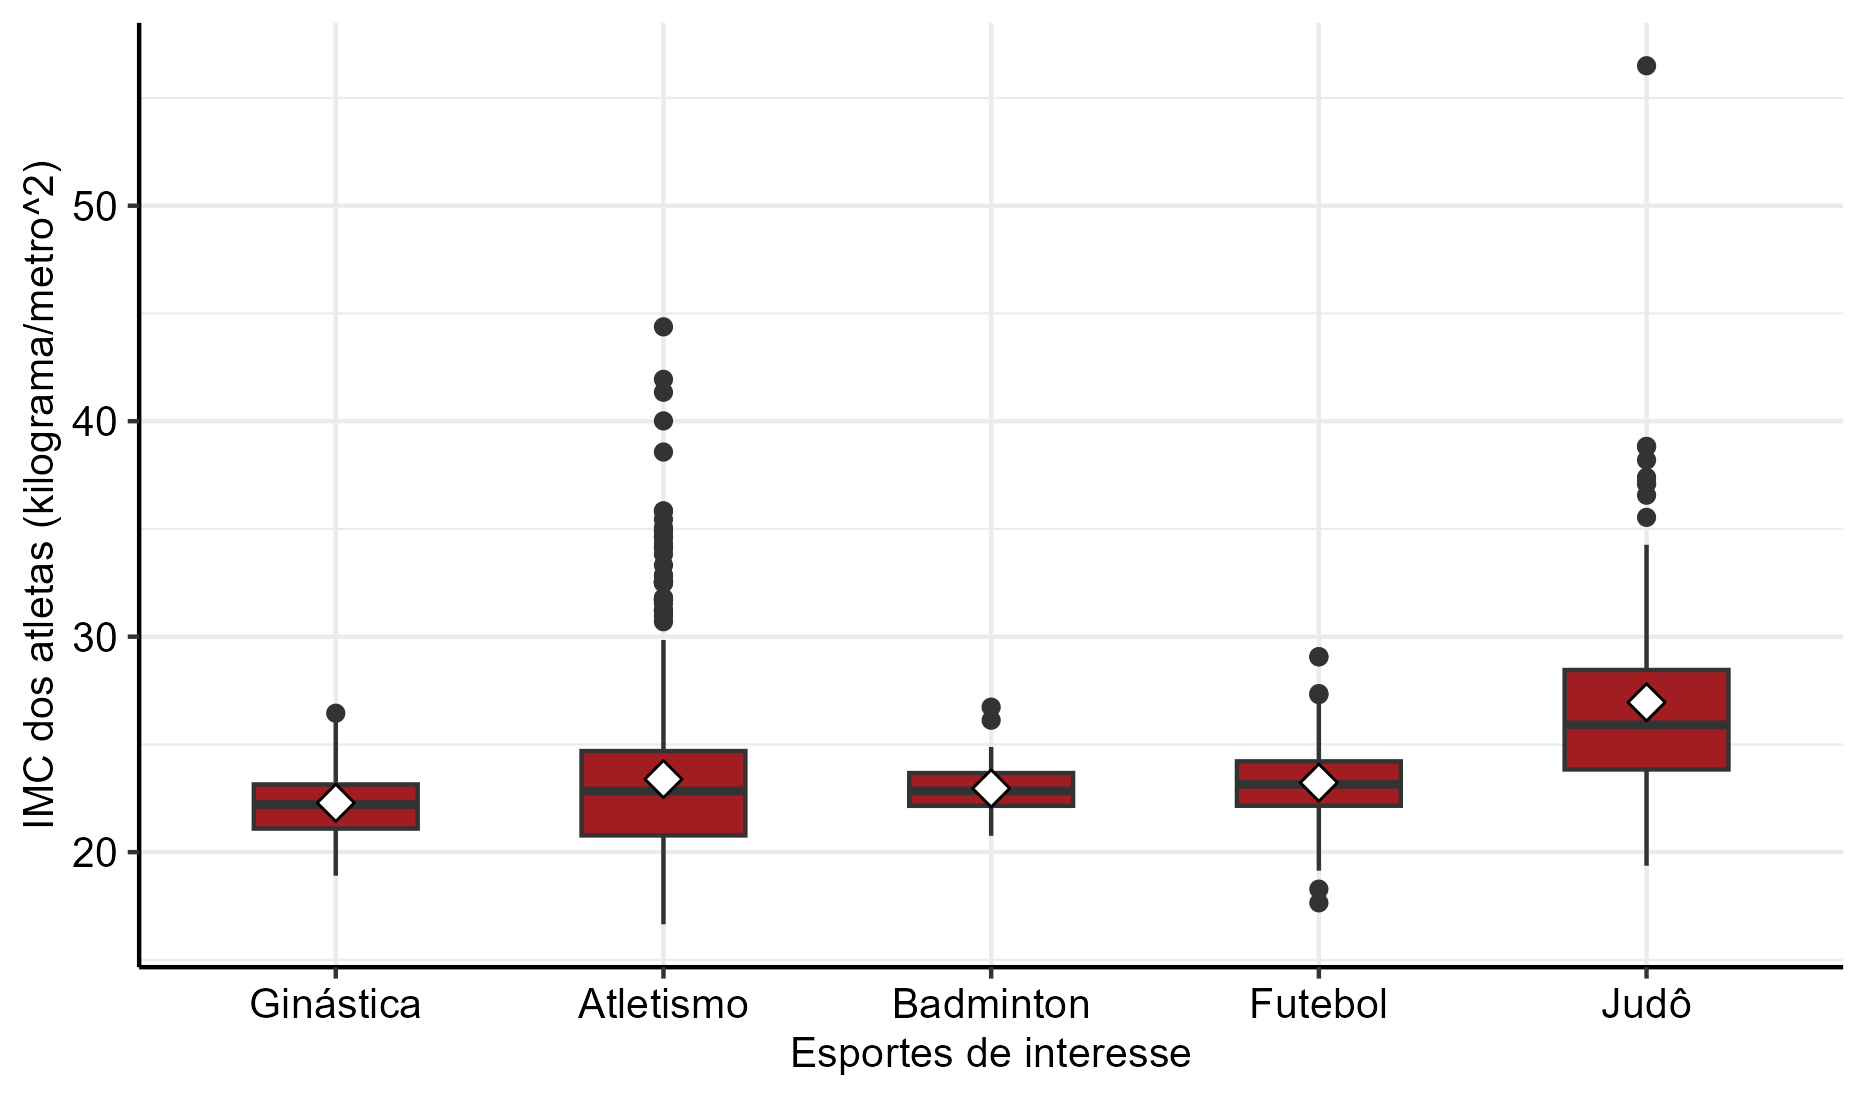 IMC dos atletas (kilograma/metro^2)
50
40
30
20
Ginástica
Atletismo
Badminton
Futebol
Judô
Esportes de interesse